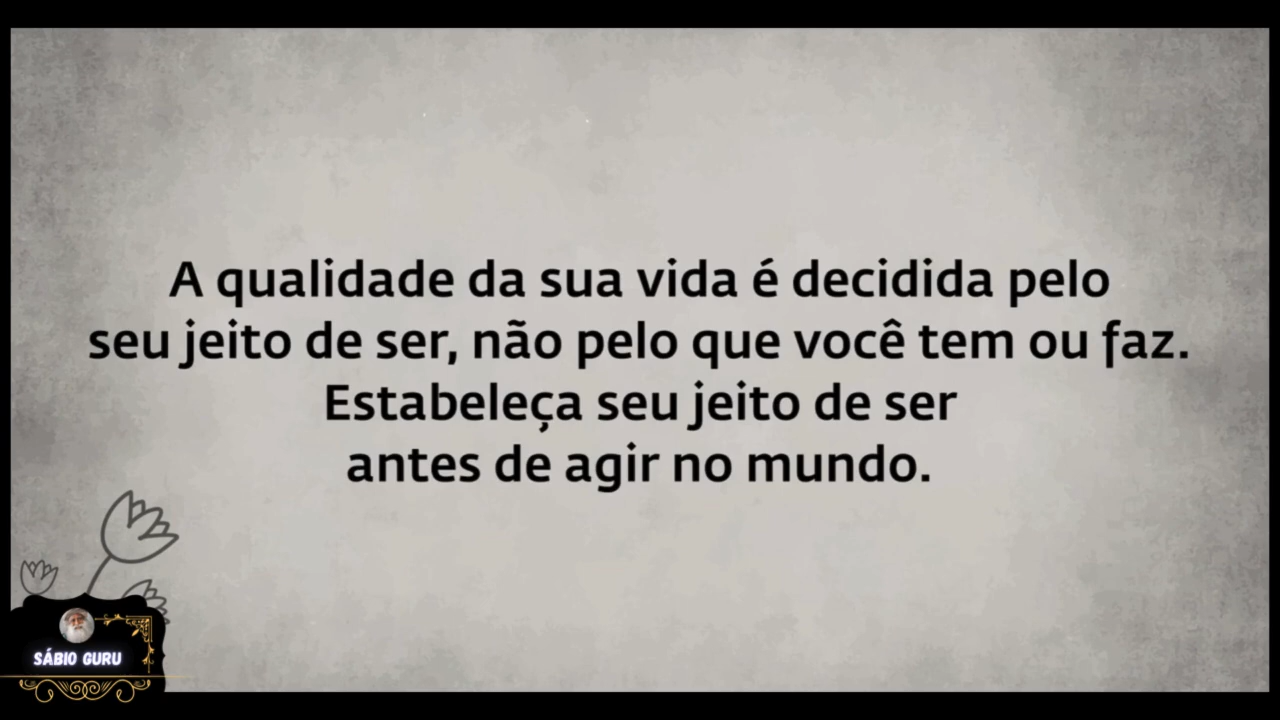 A qualidade da sua vida é decidida pelo
seu jeito de ser, não pelo que você tem ou faz.
Estabeleça seu jeito de ser
antes de agir no mundo.
SÁBIO GURU